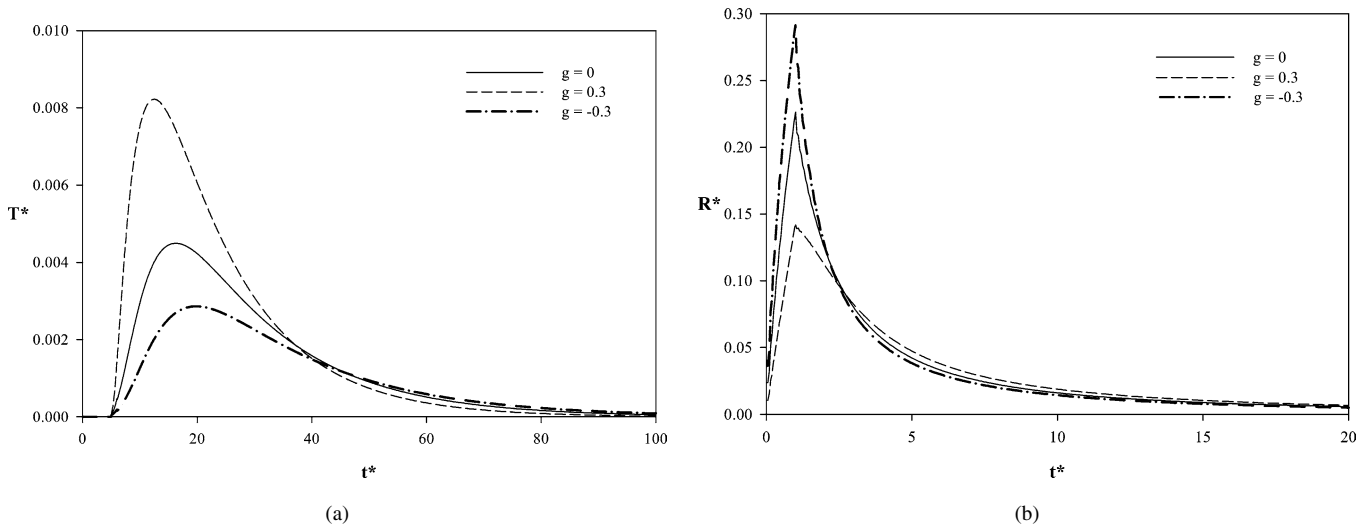 0.010
0.008
0.006
0.004
0.002
0.000
T*
0 20 40 60 80 100
t*
g = 0
g = 0.3
g = -0.3
(a)
0.30
0.25
0.20
0.15
0.10
0.05
0.00
R*
0 5 10 15 20
t*
g = 0
g = 0.3
g = -0.3
(b)